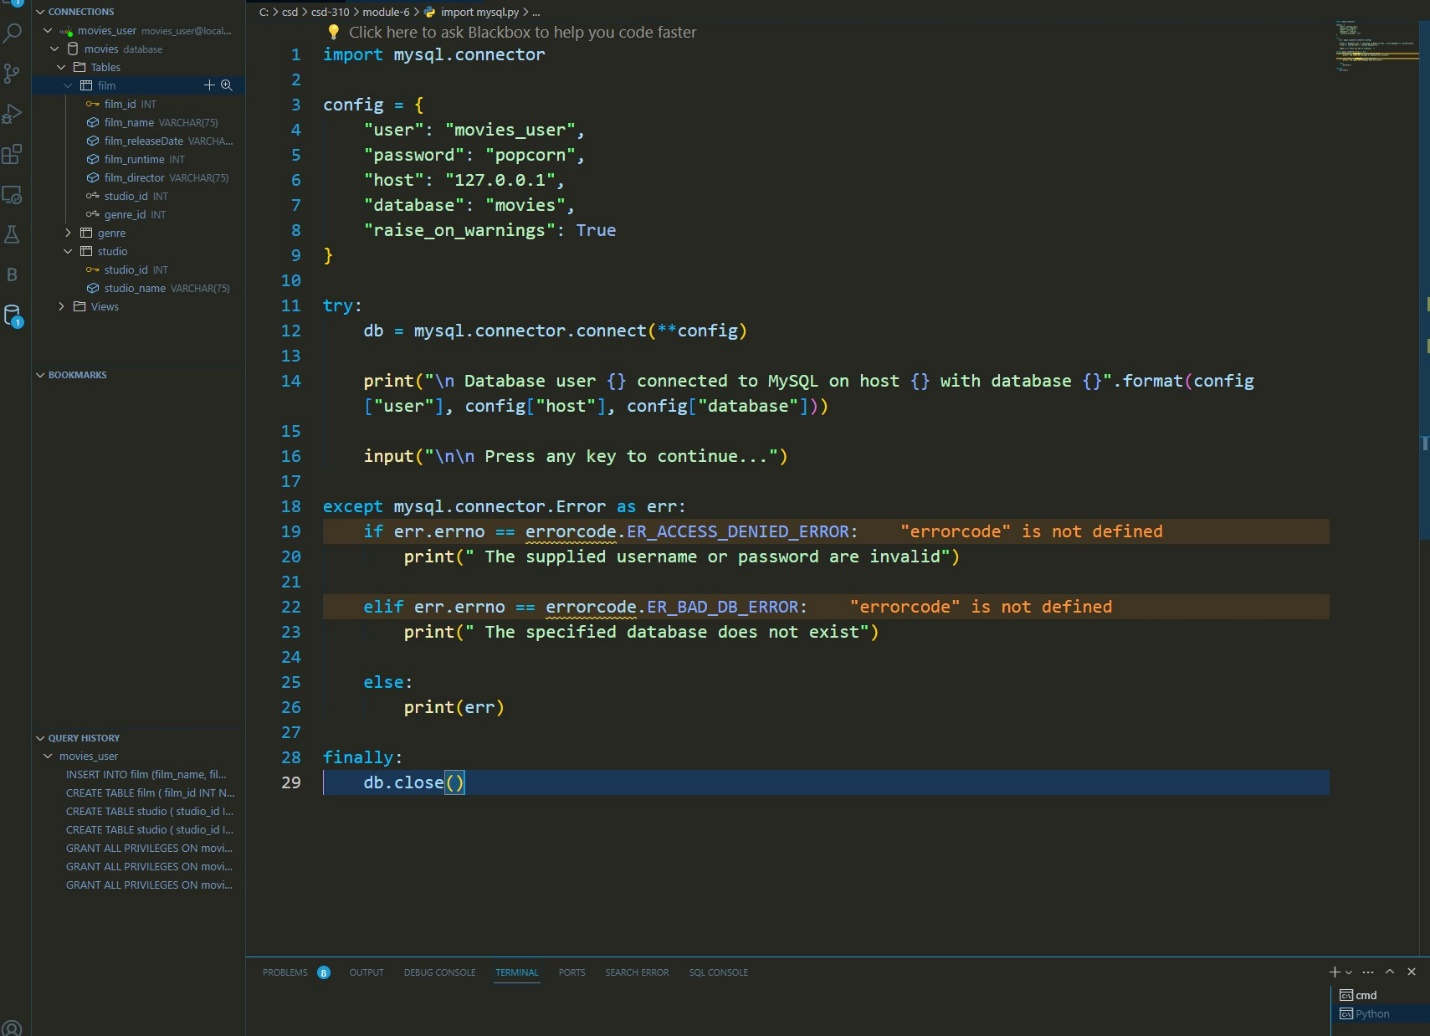 CONNECTIONS
movies_user movies_user@local...
movies database
Tables
film
film_id INT
film_name VARCHAR(75)
film_releaseDate VARCHA...
film_runtime INT
film_director VARCHAR(75)
studio_id INT
genre_id INT
genre
studio
studio_id INT
studio_name VARCHAR(75)
Views
BOOKMARKS
QUERY HISTORY
movies_user
INSERT INTO film (film_name, fil...
CREATE TABLE film ( film_id INT N...
CREATE TABLE studio ( studio_id I...
CREATE TABLE studio ( studio_id I...
GRANT ALL PRIVILEGES ON movi...
GRANT ALL PRIVILEGES ON movi...
GRANT ALL PRIVILEGES ON movi...
B
1
C: > csd > csd-310 > module-6 > import mysql.py > ...
Click here to ask Blackbox to help you code faster
1 import mysql.connector
2
3 config = {
4 "user": "movies_user",
5 "password": "popcorn",
6 "host": "127.0.0.1",
7 "database": "movies",
8 "raise_on_warnings": True
9 }
10
11 try:
12 db = mysql.connector.connect(**config)
13
14 print("\n Database user {} connected to MySQL on host {} with database {}".format(config
["user"], config["host"], config["database"]))
15
16 input("\n\n Press any key to continue...")
17
18 except mysql.connector.Error as err:
19 if err.errno == errorcode.ER_ACCESS_DENIED_ERROR: "errorcode" is not defined
20 print(" The supplied username or password are invalid")
21
22 elif err.errno == errorcode.ER_BAD_DB_ERROR: "errorcode" is not defined
23 print(" The specified database does not exist")
24
25 else:
26 print(err)
27
28 finally:
29 db.close()
PROBLEMS 8 OUTPUT DEBUG CONSOLE TERMINAL PORTS SEARCH ERROR SQL CONSOLE
cmd
Python